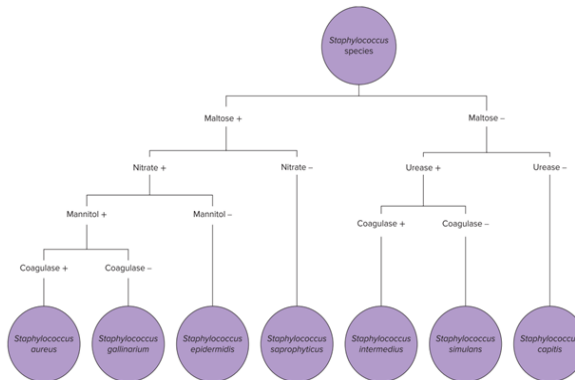 Staphylococcus
species
Maltose +
Maltose –
Nitrate +
Nitrate –
Urease +
Urease –
Mannitol +
Mannitol –
Coagulase +
Coagulase –
Coagulase +
Coagulase –
Staphylococcus
aureus
Staphylococcus
gallinarium
Staphylococcus
epidermidis
Staphylococcus
saprophyticus
Staphylococcus
intermedius
Staphylococcus
simulans
Staphylococcus
capitis